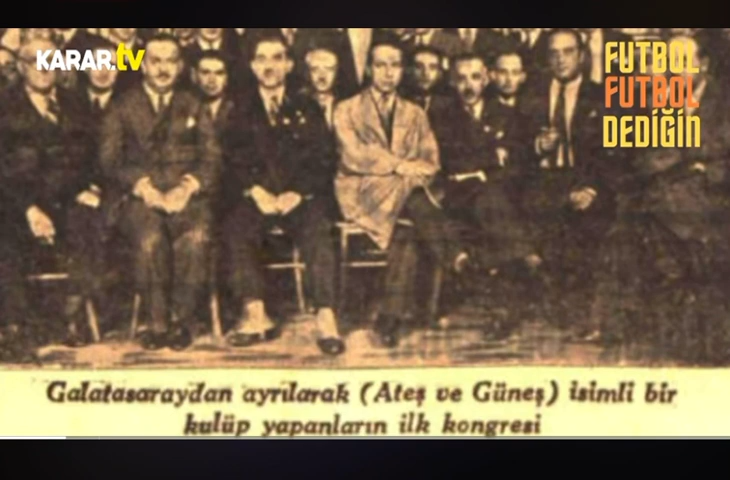 KARAR.tv
FUTBOL
FUTBOL
DEDİĞİN
Galatasaraydan ayrılarak (Ateş ve Güneş) isimli bir
kulüp yapanların ilk kongresi